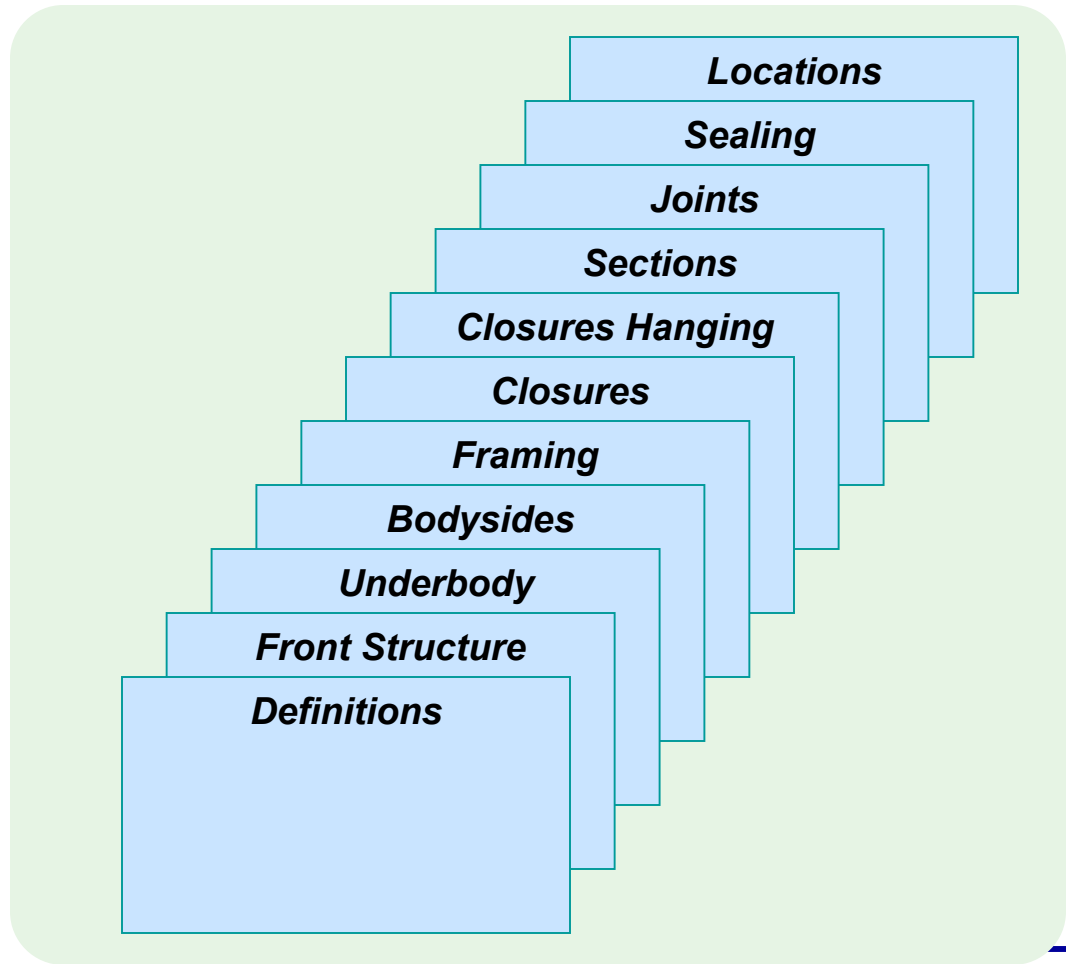 Locations
Sealing
Joints
Sections
Closures Hanging
Closures
Framing
Bodysides
Underbody
Front Structure
Definitions